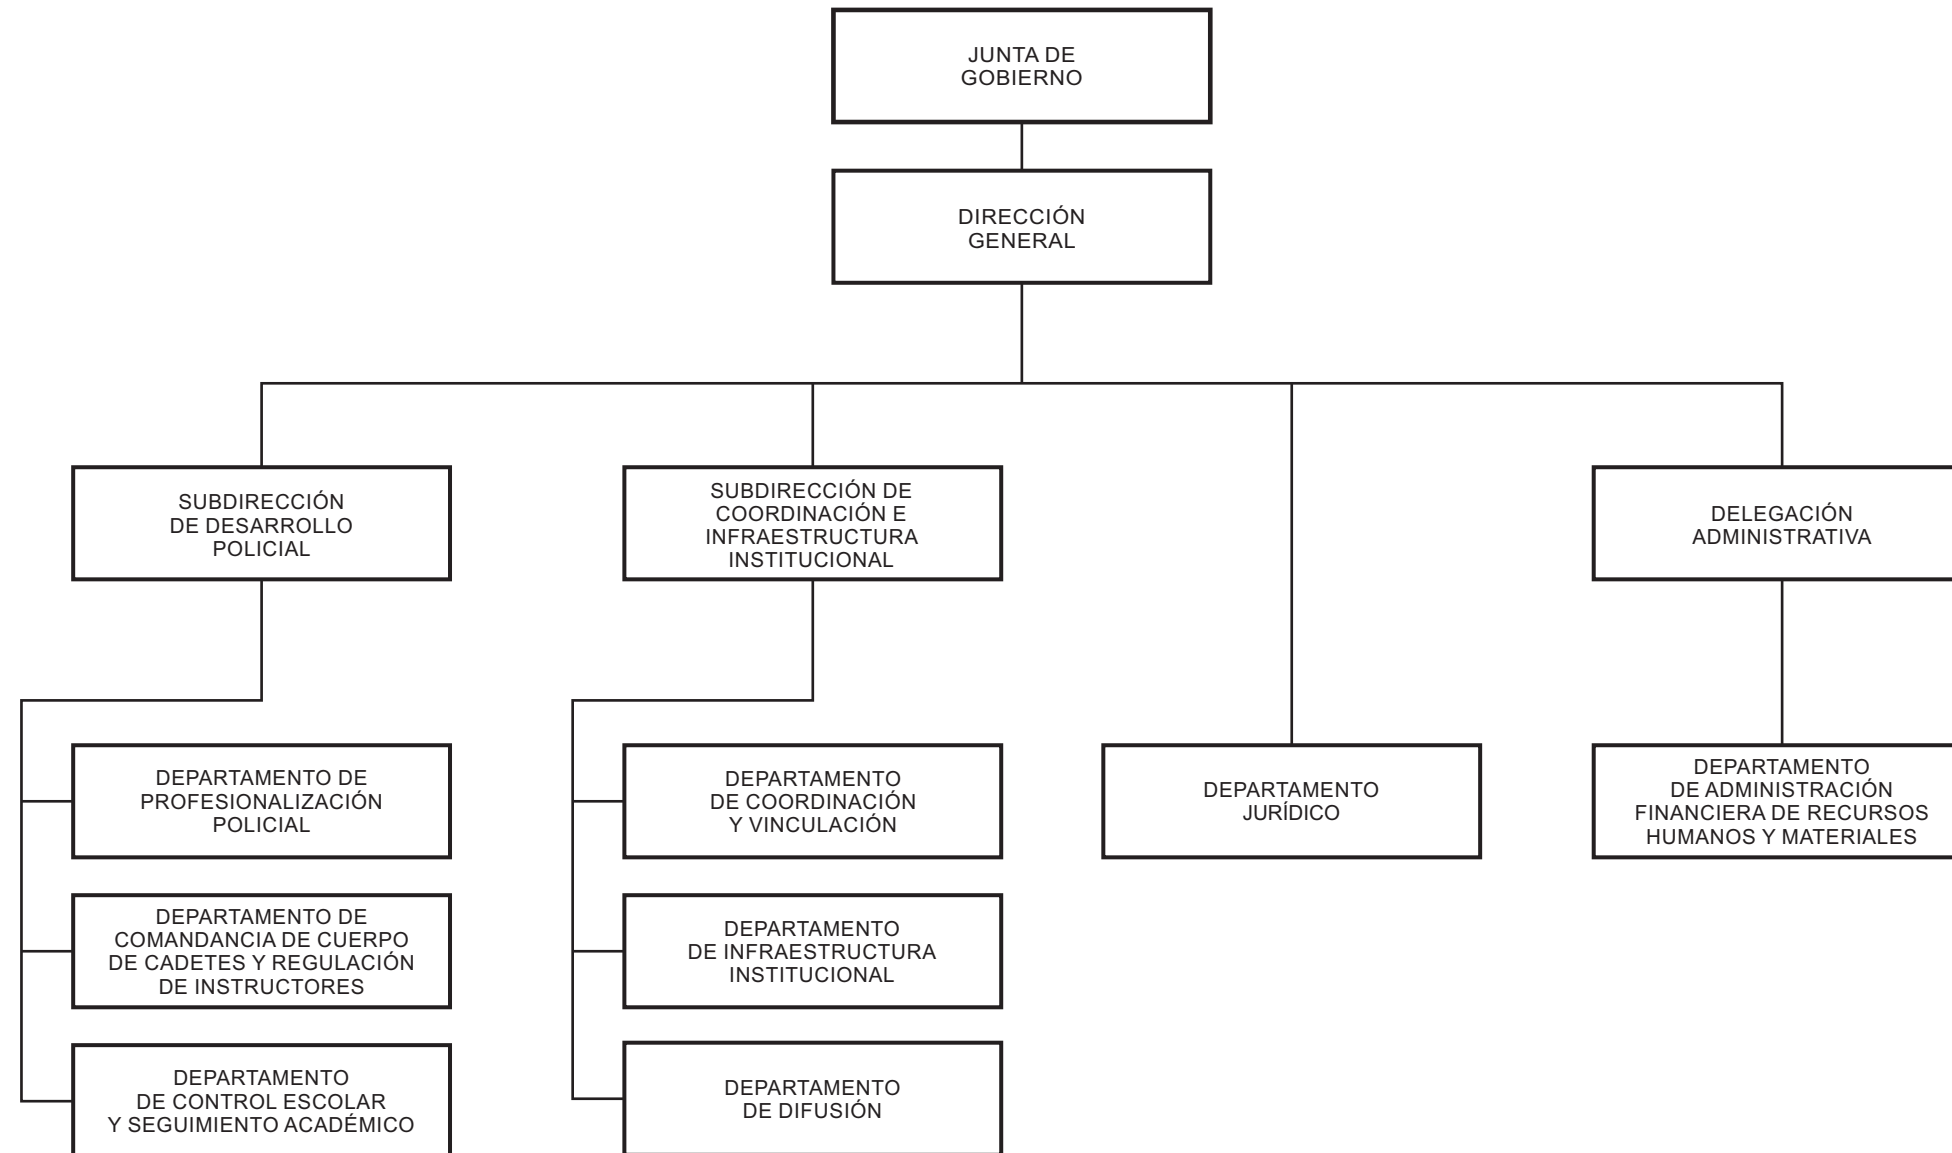 JUNTA DE
GOBIERNO
DIRECCIÓN
GENERAL
SUBDIRECCIÓN
DE DESARROLLO
POLICIAL
SUBDIRECCIÓN DE
COORDINACIÓN E
INFRAESTRUCTURA
INSTITUCIONAL
DELEGACIÓN
ADMINISTRATIVA
DEPARTAMENTO DE
PROFESIONALIZACIÓN
POLICIAL
DEPARTAMENTO
DE COORDINACIÓN
Y VINCULACIÓN
DEPARTAMENTO
JURÍDICO
DEPARTAMENTO
DE ADMINISTRACIÓN
FINANCIERA DE RECURSOS
HUMANOS Y MATERIALES
DEPARTAMENTO DE
COMANDANCIA DE CUERPO
DE CADETES Y REGULACIÓN
DE INSTRUCTORES
DEPARTAMENTO
DE INFRAESTRUCTURA
INSTITUCIONAL
DEPARTAMENTO
DE CONTROL ESCOLAR
Y SEGUIMIENTO ACADÉMICO
DEPARTAMENTO
DE DIFUSIÓN